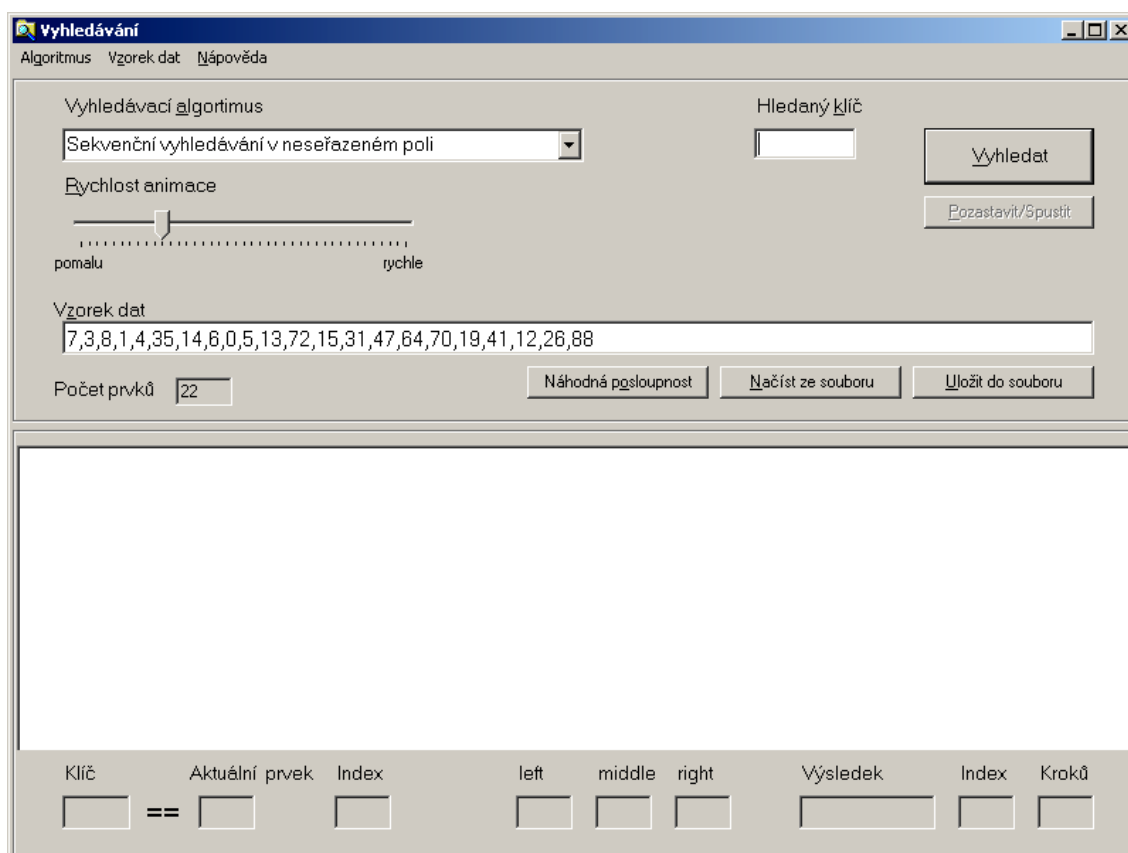 Vyhledávání
Algoritmus Vzorek dat Nápověda
Vyhledávací algortimus Hledaný klíč
Sekvenční vyhledávání v neseřazeném poli
Vyhledat
Rychlost animace
Pozastavit/Spustit
pomalu rychle
Vzorek dat
7,3,8,1,4,35,14,6,0,5,13,72,15,31,47,64,70,19,41,12,26,88
Počet prvků 22 Náhodná posloupnost Načíst ze souboru Uložit do souboru
Klíč Aktuální prvek Index left middle right Výsledek Index Kroků
==